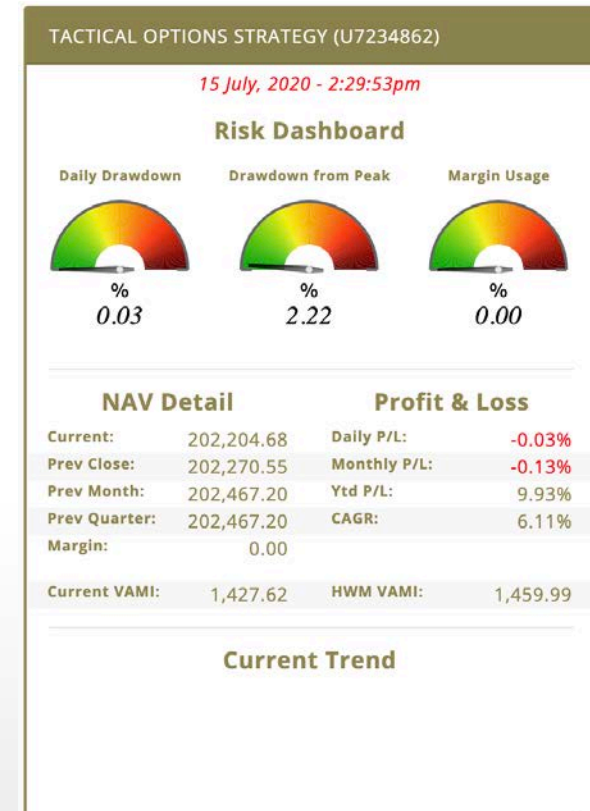 TACTICAL OPTIONS STRATEGY (U7234862)
15 July, 2020 - 2:29:53pm
Risk Dashboard
Daily Drawdown Drawdown from Peak Margin Usage
% % %
0.03 2.22 0.00
NAV Detail Profit & Loss
Current: 202,204.68 Daily P/L: -0.03%
Prev Close: 202,270.55 Monthly P/L: -0.13%
Prev Month: 202,467.20 Ytd P/L: 9.93%
Prev Quarter: 202,467.20 CAGR: 6.11%
Margin: 0.00
Current VAMI: 1,427.62 HWM VAMI: 1,459.99
Current Trend